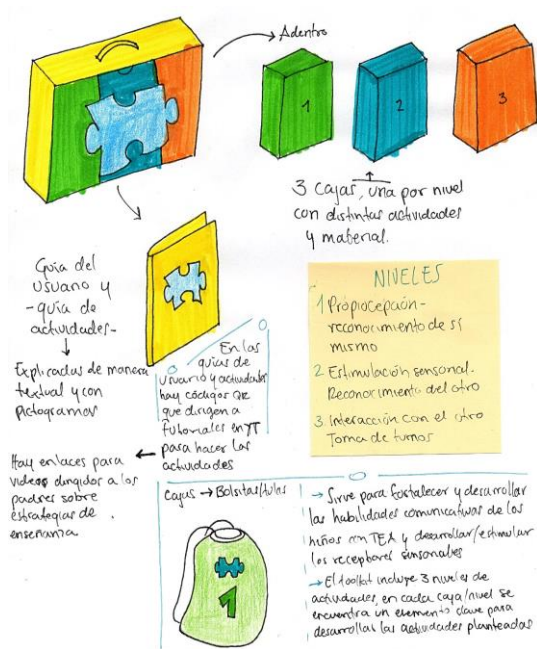 Adentro
1
2
3
3 cajas, una por nivel
con distintas actividades
y material.
Guía del
usuario y
-guía de
actividades-
Explicadas de manera
textual y con
pictogramas
En las
guías de
usuario y actividades
hay códigos QR
que dirigen a
tutoriales en YT
para hacer las
actividades
Hay enlaces para
videos dirigidos a los
padres sobre
estrategias de
enseñanza.
NIVELES
1 Propiocepción-
reconocimiento de sí
mismo
2 Estimulación sensorial-
Reconocimiento del otro
3. Interacción con el otro
Toma de turnos
Cajas → Bolsitas/tulas
1
→ Sirve para fortalecer y desarrollar
las habilidades comunicativas de los
niños con TEA y desarrollar/estimular
los receptores sensoriales
→ El toolkit incluye 3 niveles de
actividades, en cada caja/nivel se
encuentra un elemento clave para
desarrollar las actividades planteadas